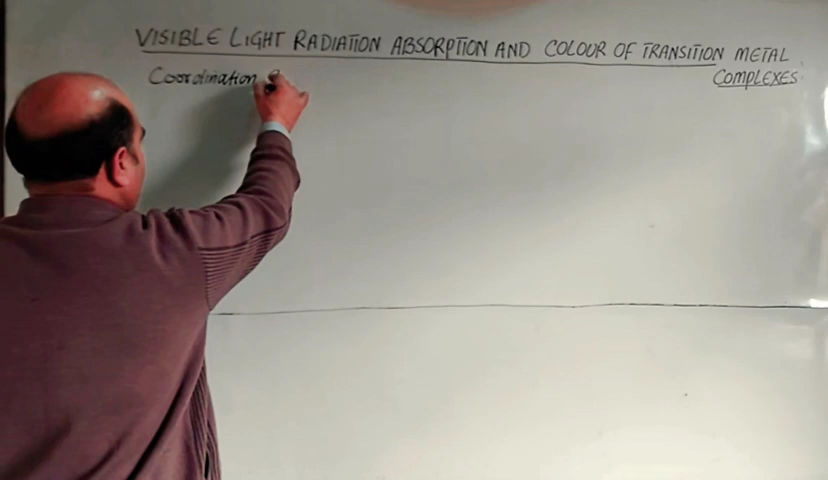 VISIBLE LIGHT RADIATION ABSORPTION AND COLOUR OF TRANSITION METAL
COMPLEXES.
Coordination